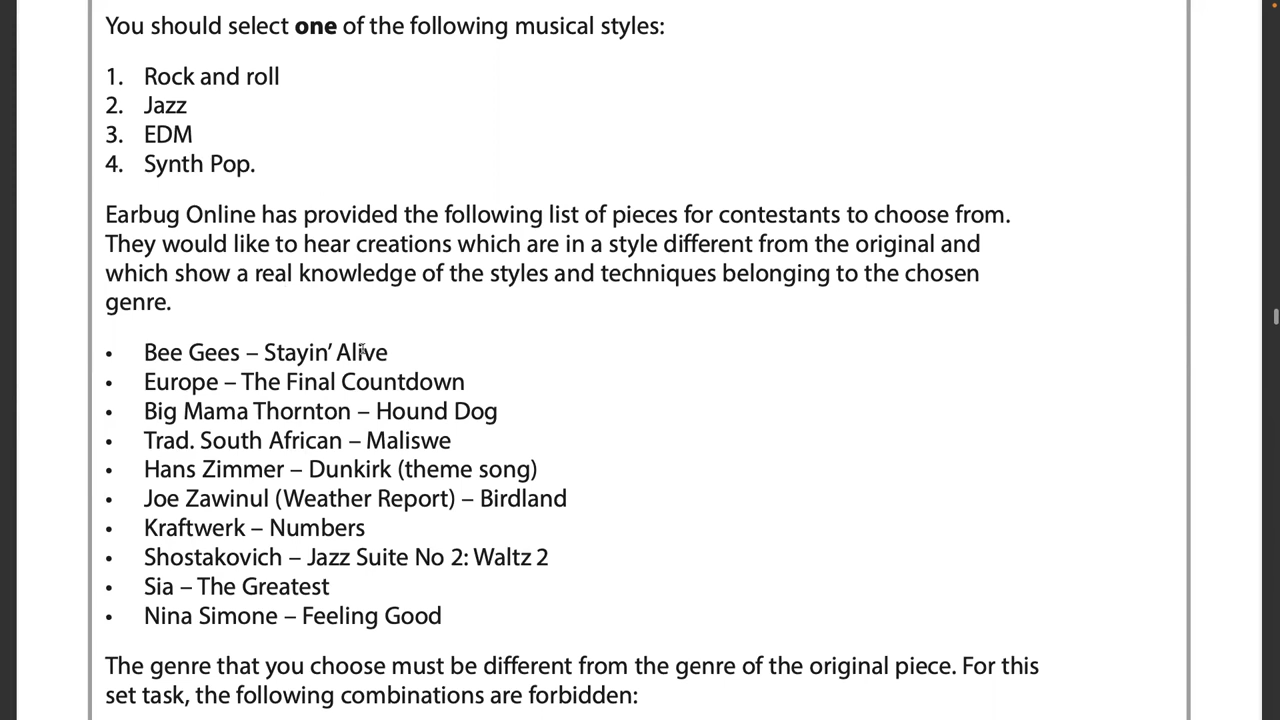 You should select one of the following musical styles:
1. Rock and roll
2. Jazz
3. EDM
4. Synth Pop.
Earbug Online has provided the following list of pieces for contestants to choose from.
They would like to hear creations which are in a style different from the original and
which show a real knowledge of the styles and techniques belonging to the chosen
genre.
• Bee Gees – Stayin’ Alive
• Europe – The Final Countdown
• Big Mama Thornton – Hound Dog
• Trad. South African – Maliswe
• Hans Zimmer – Dunkirk (theme song)
• Joe Zawinul (Weather Report) – Birdland
• Kraftwerk – Numbers
• Shostakovich – Jazz Suite No 2: Waltz 2
• Sia – The Greatest
• Nina Simone – Feeling Good
The genre that you choose must be different from the genre of the original piece. For this
set task, the following combinations are forbidden: